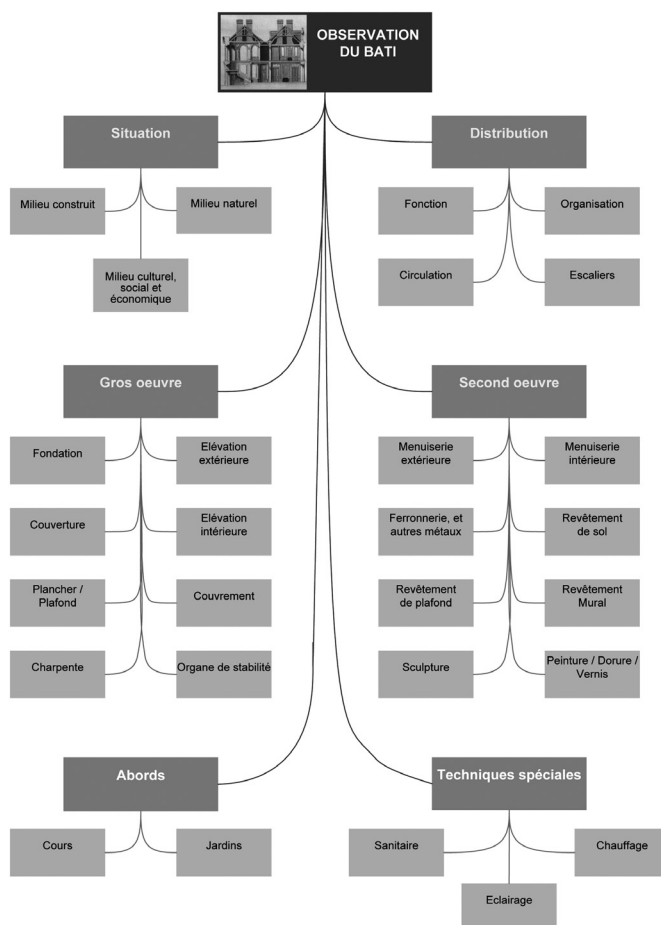 OBSERVATION
DU BATI
Situation
Milieu construit
Milieu naturel
Milieu culturel,
social et
économique
Distribution
Fonction
Organisation
Circulation
Escaliers
Gros oeuvre
Fondation
Elévation
extérieure
Couverture
Elévation
intérieure
Plancher /
Plafond
Couvrement
Charpente
Organe de stabilité
Second oeuvre
Menuiserie
extérieure
Menuiserie
intérieure
Ferronnerie, et
autres métaux
Revêtement
de sol
Revêtement
de plafond
Revêtement
Mural
Sculpture
Peinture / Dorure /
Vernis
Abords
Cours
Jardins
Techniques spéciales
Sanitaire
Chauffage
Eclairage